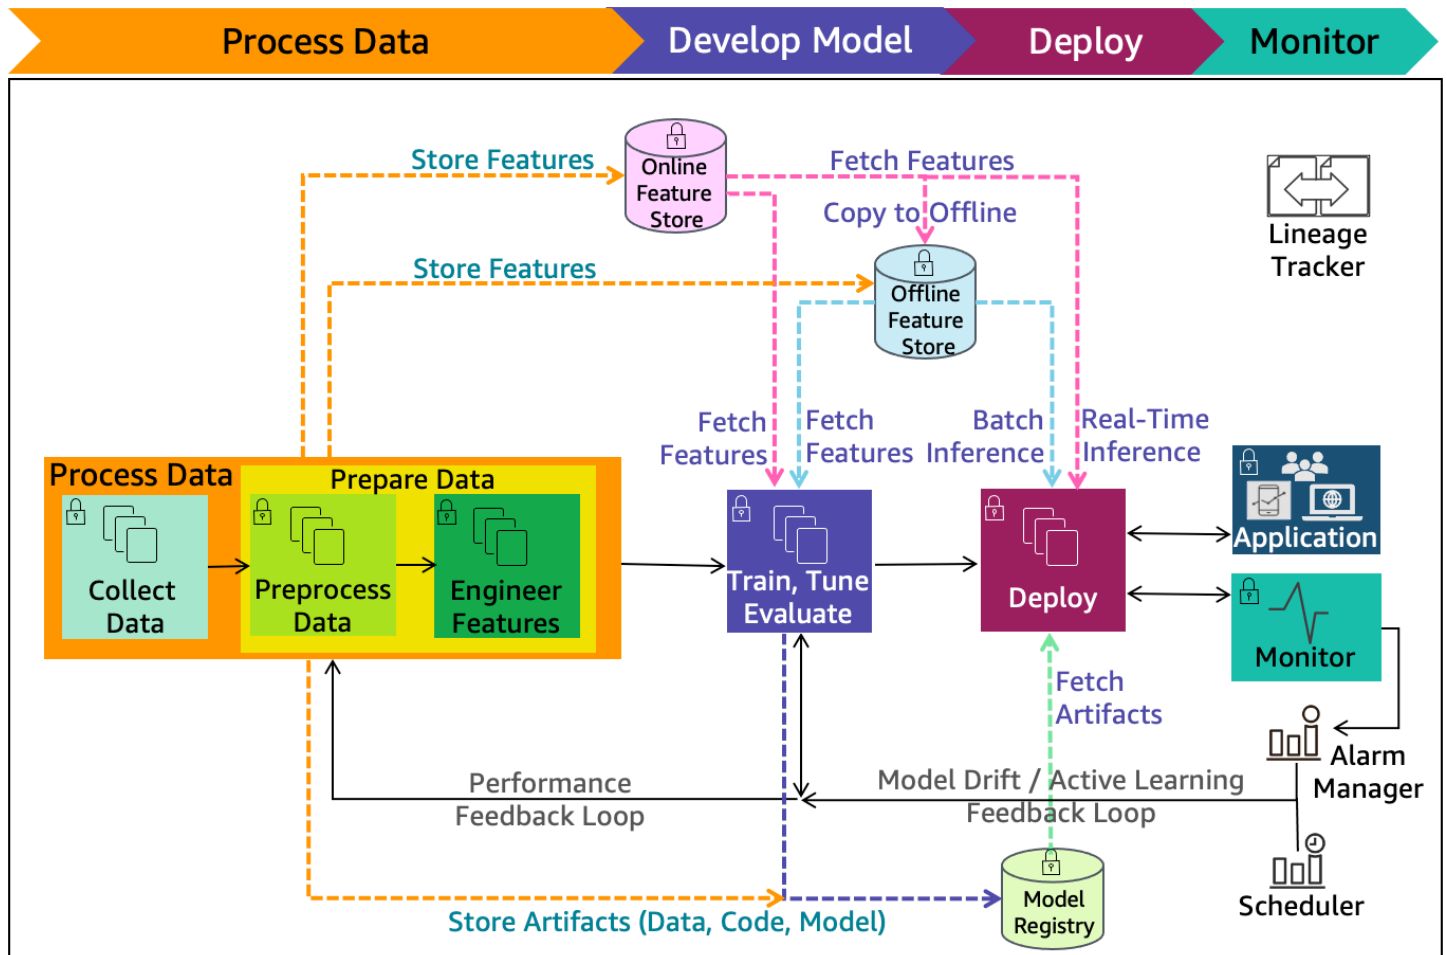 Process Data
Develop Model
Deploy
Monitor
Store Features
Online
Feature
Store
Fetch Features
Copy to Offline
Lineage
Tracker
Store Features
Offline
Feature
Store
Fetch
Features
Fetch
Features
Batch
Inference
Real-Time
Inference
Process Data
Prepare Data
Collect
Data
Preprocess
Data
Engineer
Features
Train, Tune
Evaluate
Deploy
Application
Monitor
Fetch
Artifacts
Alarm
Manager
Performance
Feedback Loop
Model Drift / Active Learning
Feedback Loop
Scheduler
Model
Registry
Store Artifacts (Data, Code, Model)